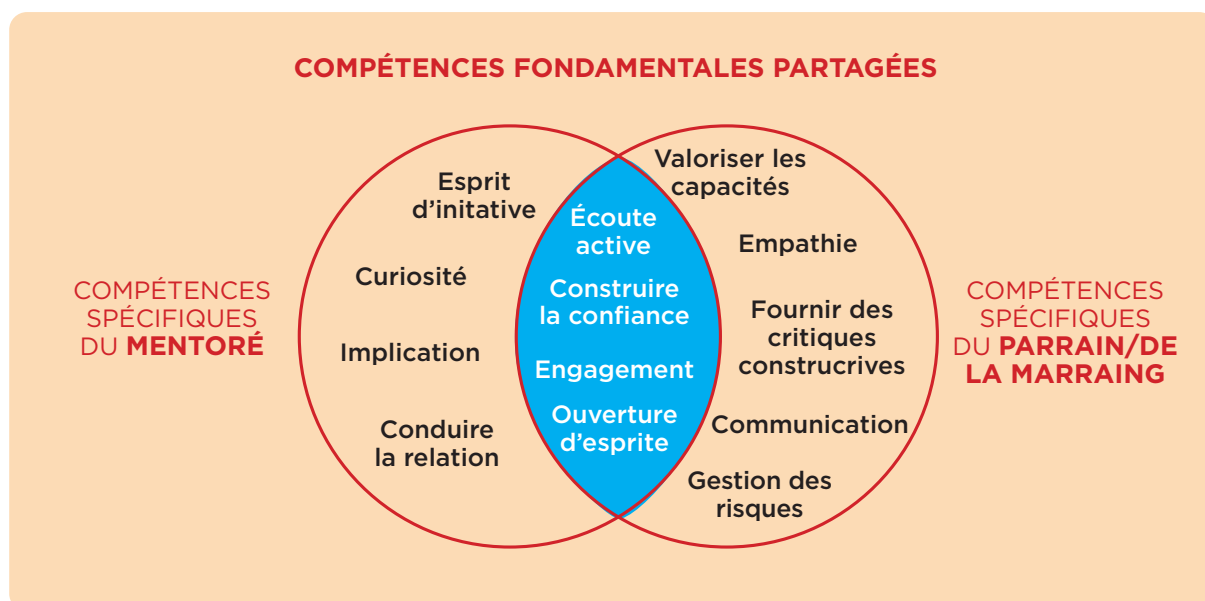 COMPÉTENCES FONDAMENTALES PARTAGÉES
COMPÉTENCES
SPÉCIFIQUES
DU MENTORÉ
Esprit
d'initative
Curiosité
Implication
Conduire
la relation
Écoute
active
Construire
la confiance
Engagement
Ouverture
d'esprite
Valoriser les
capacités
Empathie
Fournir des
critiques
construcrives
Communication
Gestion des
risques
COMPÉTENCES
SPÉCIFIQUES
DU PARRAIN/DE
LA MARRAING